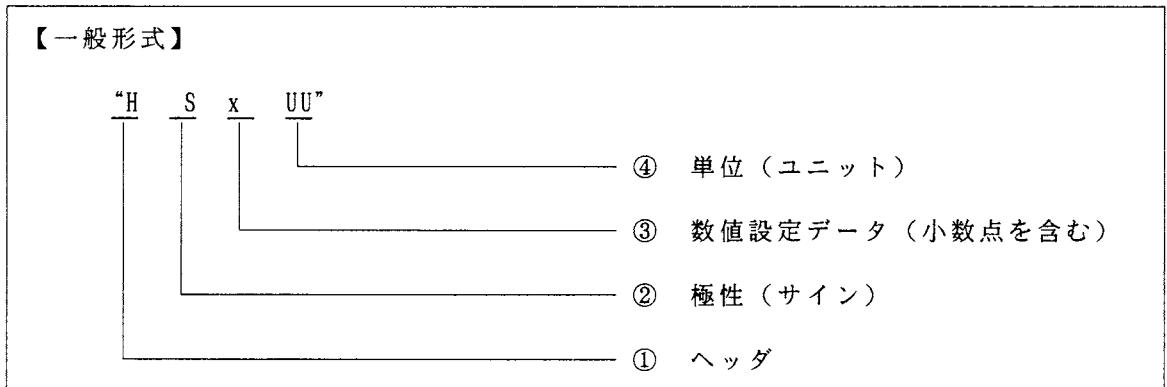 【一般形式】
“H S x UU”
④ 単位（ユニット）
③ 数値設定データ（小数点を含む）
② 極性（サイン）
① ヘッダ